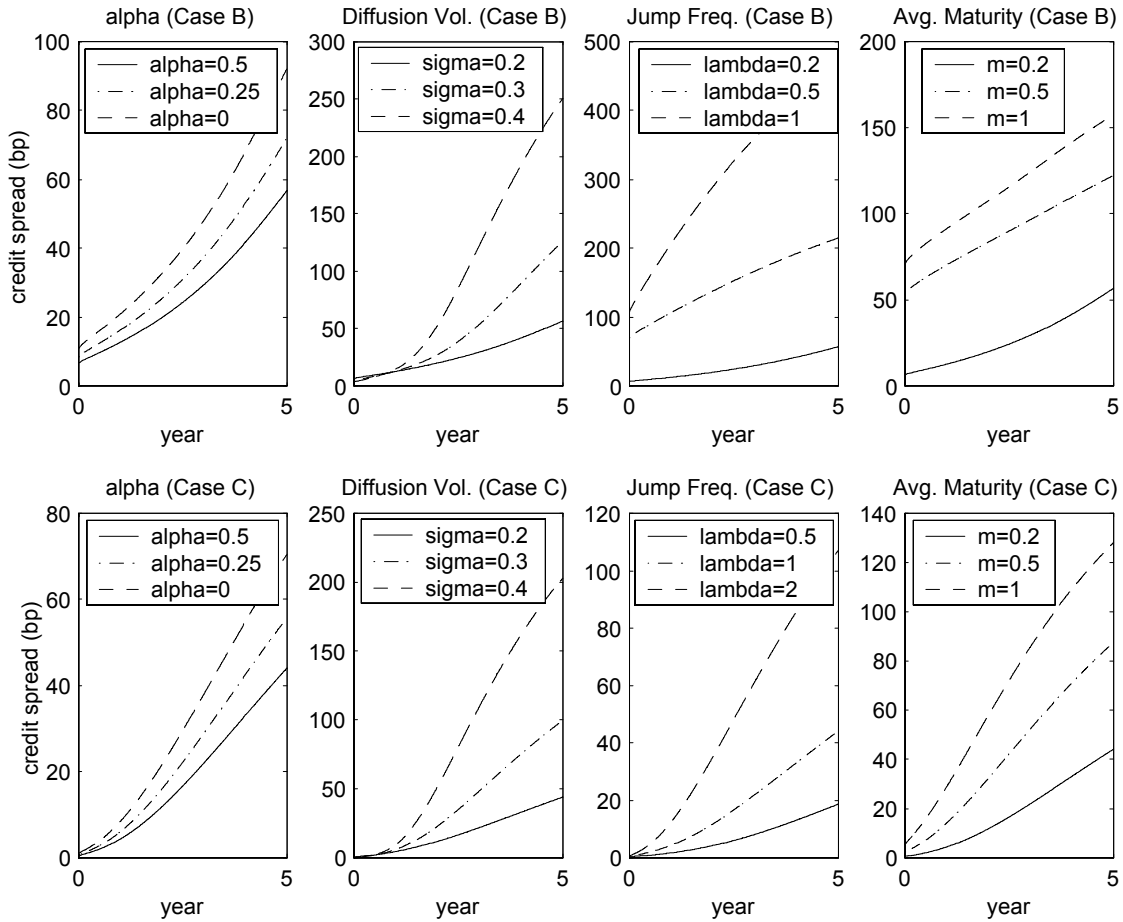 alpha (Case B)
100
80
60
40
20
0
credit spread (bp)
alpha=0.5
alpha=0.25
alpha=0
0
5
year
Diffusion Vol. (Case B)
300
250
200
150
100
50
0
sigma=0.2
sigma=0.3
sigma=0.4
0
5
year
Jump Freq. (Case B)
500
400
300
200
100
0
lambda=0.2
lambda=0.5
lambda=1
0
5
year
Avg. Maturity (Case B)
200
150
100
50
0
m=0.2
m=0.5
m=1
0
5
year
alpha (Case C)
80
60
40
20
0
credit spread (bp)
alpha=0.5
alpha=0.25
alpha=0
0
5
year
Diffusion Vol. (Case C)
250
200
150
100
50
0
sigma=0.2
sigma=0.3
sigma=0.4
0
5
year
Jump Freq. (Case C)
120
100
80
60
40
20
0
lambda=0.5
lambda=1
lambda=2
0
5
year
Avg. Maturity (Case C)
140
120
100
80
60
40
20
0
m=0.2
m=0.5
m=1
0
5
year